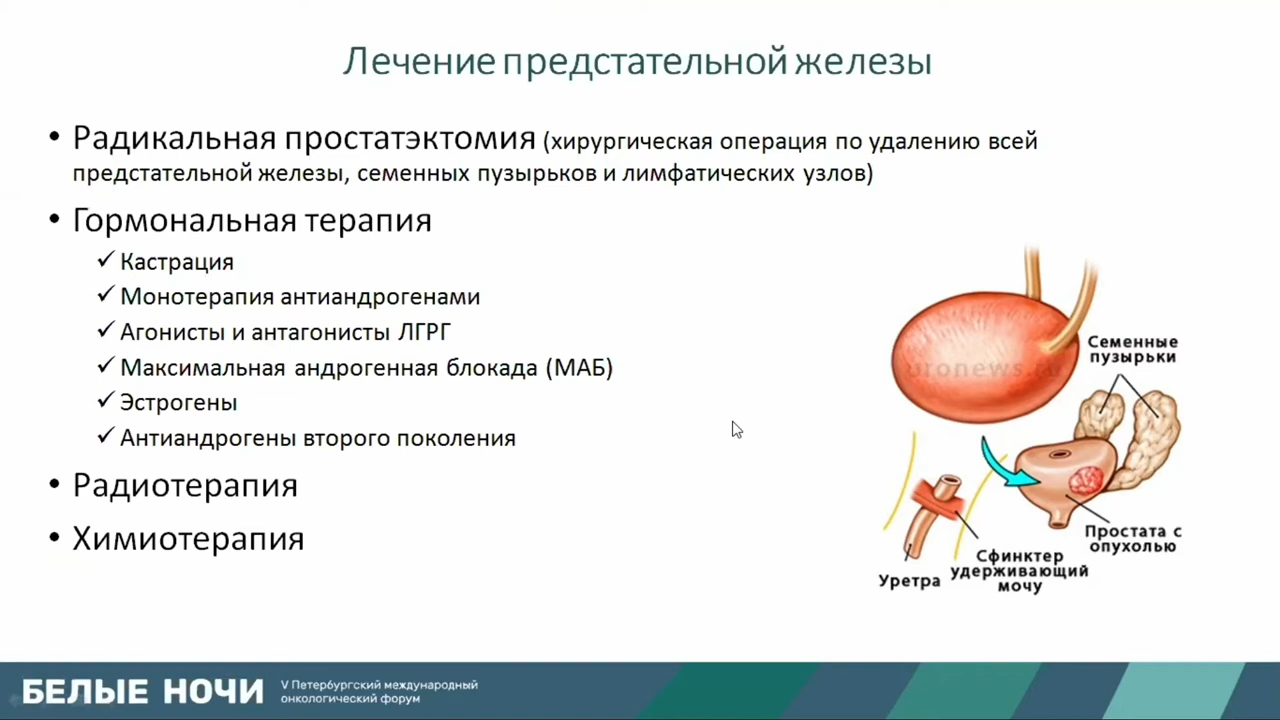 Лечение предстательной железы
• Радикальная простатэктомия (хирургическая операция по удалению всей
предстательной железы, семенных пузырьков и лимфатических узлов)
• Гормональная терапия
✓ Кастрация
✓ Монотерапия антиандрогенами
✓ Агонисты и антагонисты ЛГРГ
✓ Максимальная андрогенная блокада (МАБ)
✓ Эстрогены
✓ Антиандрогены второго поколения
• Радиотерапия
• Химиотерапия
Семенные
пузырьки
uronews.ru
Простата с
опухолью
Сфинктер
удерживающий
мочу
Уретра
БЕЛЫЕ НОЧИ
V Петербургский международный
онкологический форум